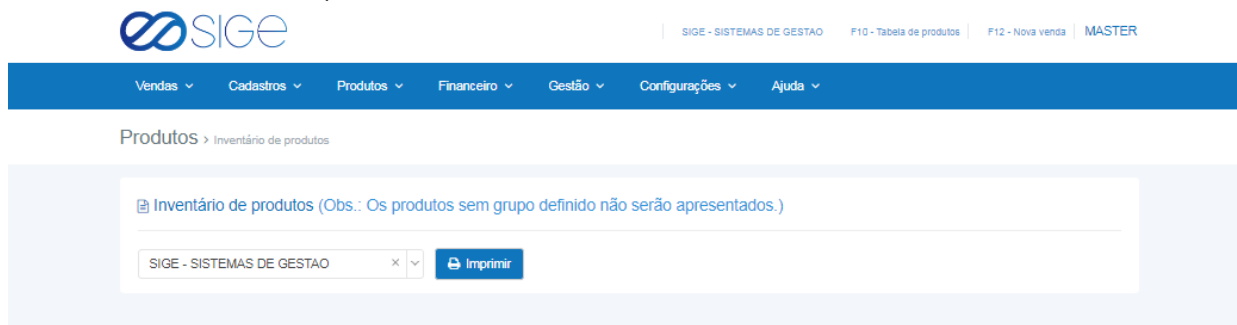 SIGE
SIGE - SISTEMAS DE GESTAO F10 - Tabela de produtos F12 - Nova venda MASTER
Vendas Cadastros Produtos Financeiro Gestão Configurações Ajuda
Produtos > Inventário de produtos
Inventário de produtos (Obs.: Os produtos sem grupo definido não serão apresentados.)
SIGE - SISTEMAS DE GESTAO × Imprimir